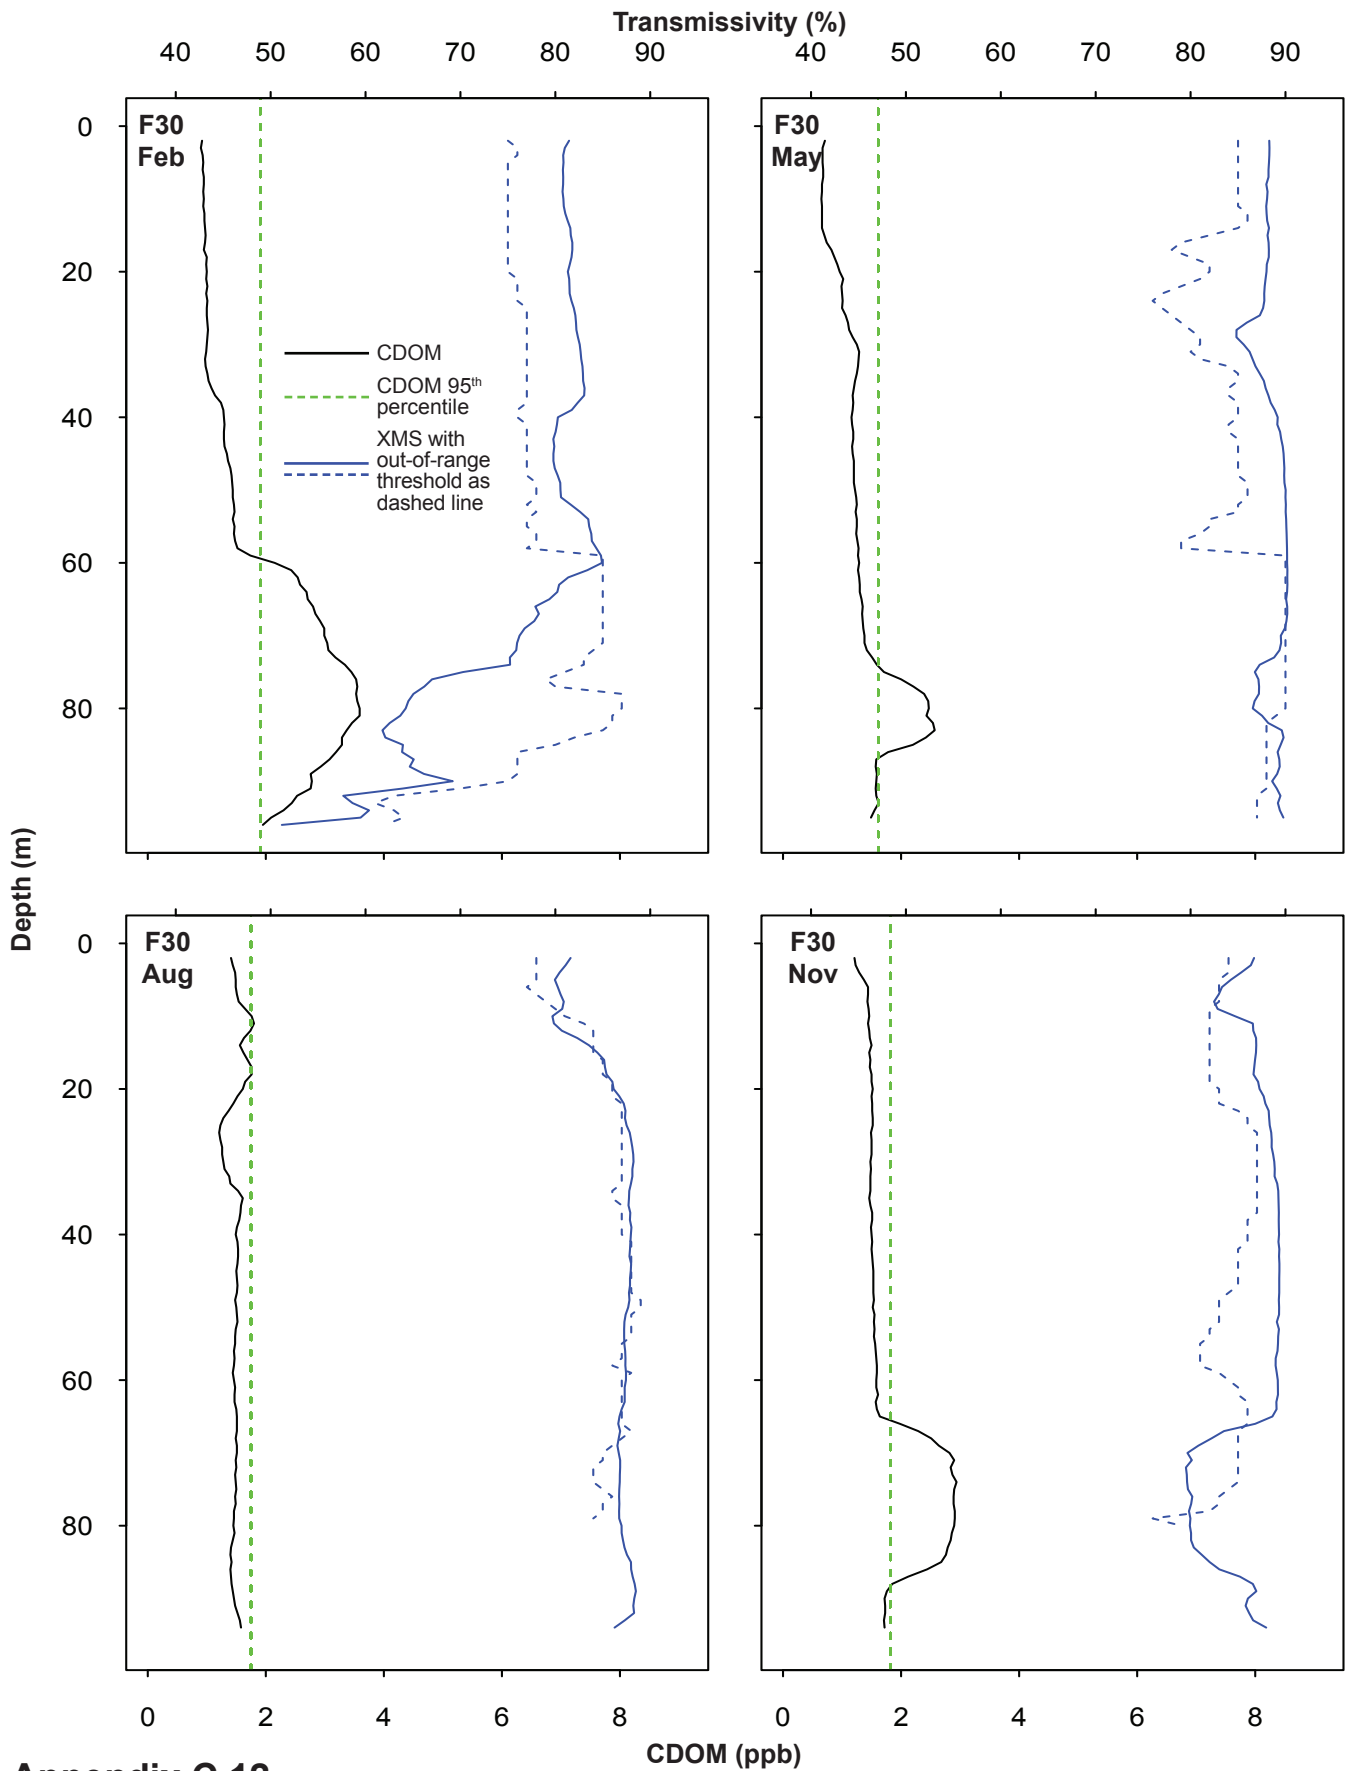 Transmissivity (%)
40 50 60 70 80 90 40 50 60 70 80 90
F30
Feb
F30
May
0
20
40
60
80
CDOM
CDOM 95th
percentile
XMS with
out-of-range
threshold as
dashed line
Depth (m)
F30
Aug
F30
Nov
0
20
40
60
80
0 2 4 6 8 0 2 4 6 8
CDOM (ppb)